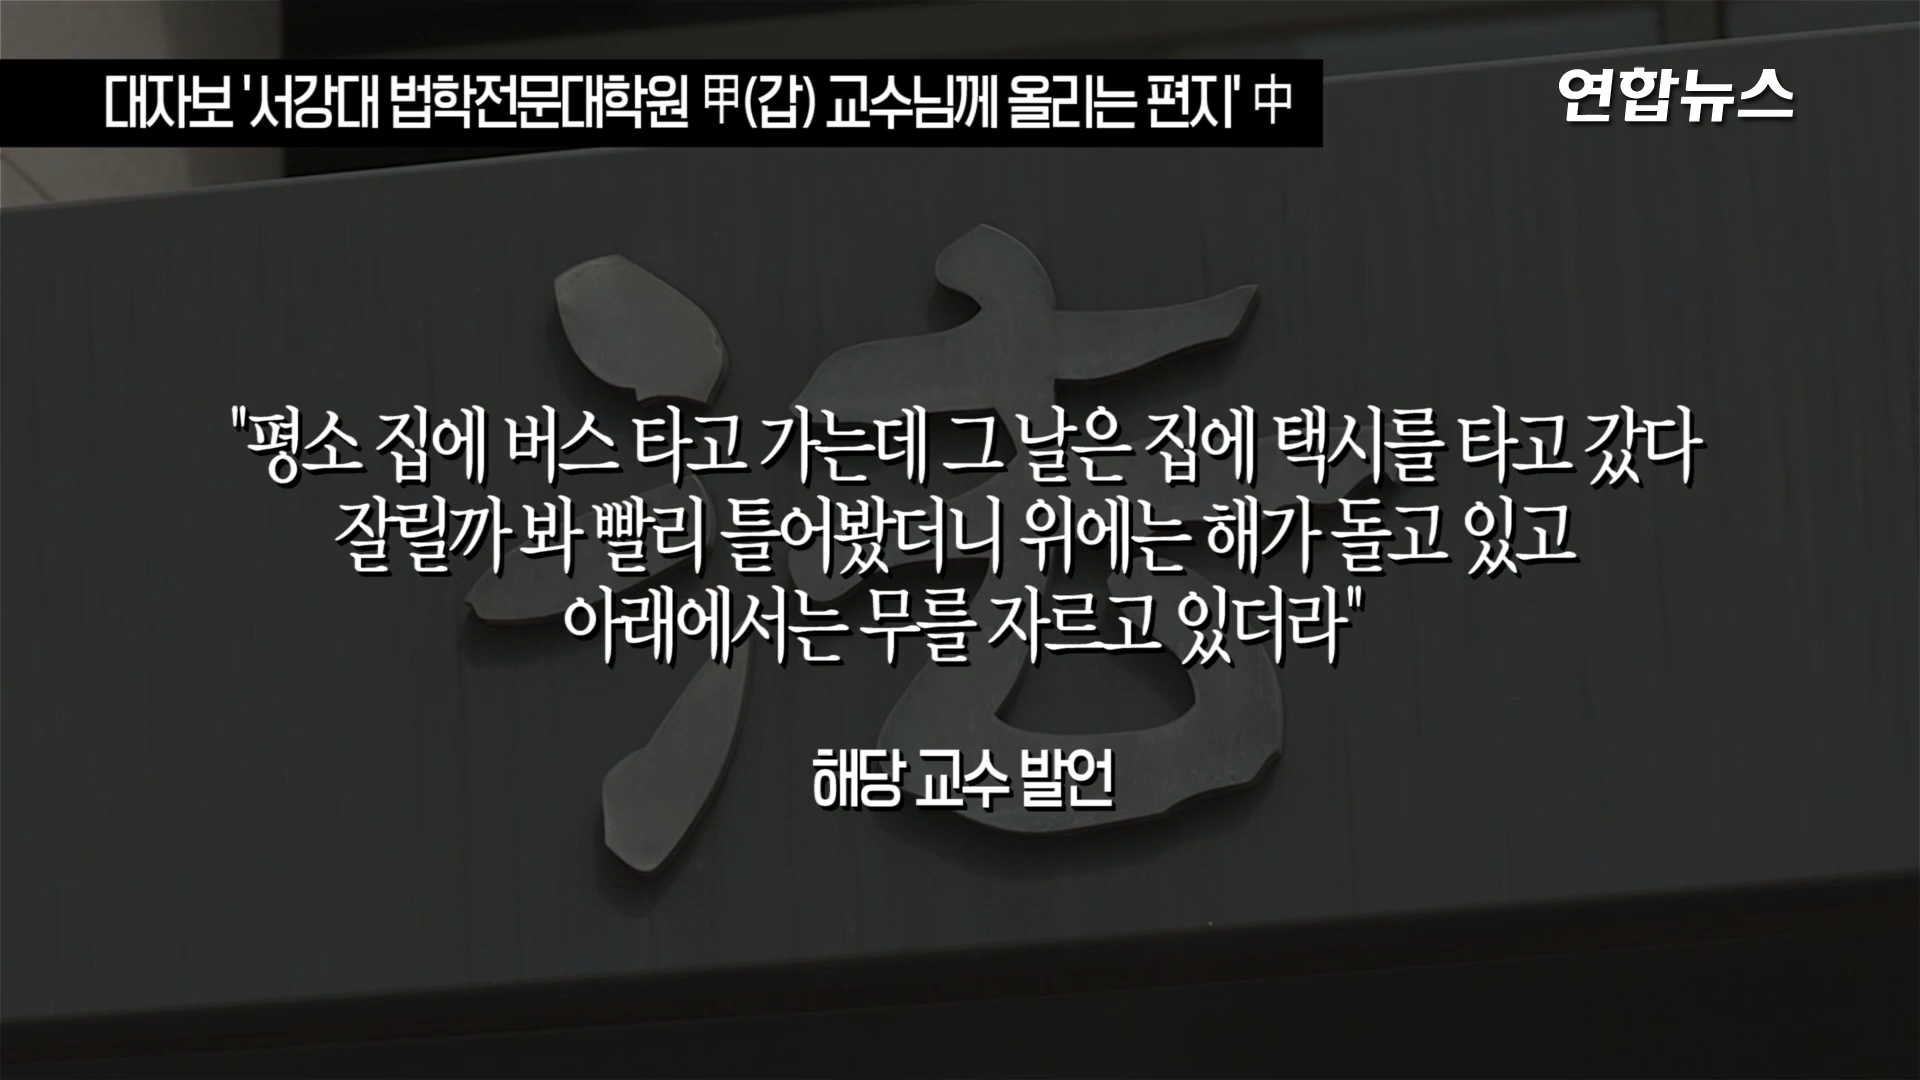 대자보 '서강대 법학전문대학원 甲(갑) 교수님께 올리는 편지' 中
연합뉴스
法
"평소 집에 버스 타고 가는데 그 날은 집에 택시를 타고 갔다
잘릴까 봐 빨리 틀어봤더니 위에는 해가 돌고 있고
아래에서는 무를 자르고 있더라"
해당 교수 발언